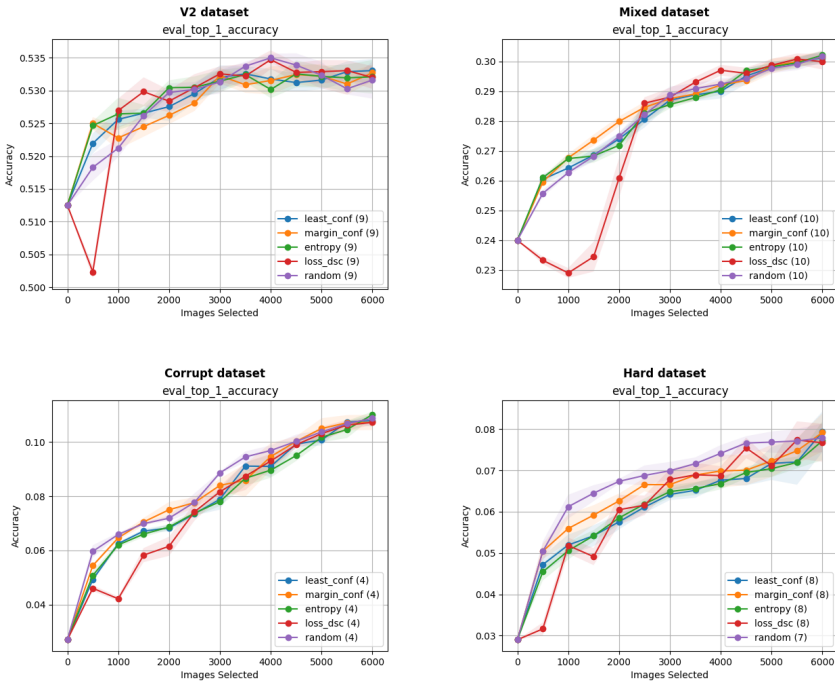 V2 dataset
eval_top_1_accuracy
Accuracy
0.535
0.530
0.525
0.520
0.515
0.510
0.505
0.500
least_conf (9)
margin_conf (9)
entropy (9)
loss_dsc (9)
random (9)
0 1000 2000 3000 4000 5000 6000
Images Selected
Mixed dataset
eval_top_1_accuracy
Accuracy
0.30
0.29
0.28
0.27
0.26
0.25
0.24
0.23
least_conf (10)
margin_conf (10)
entropy (10)
loss_dsc (10)
random (10)
0 1000 2000 3000 4000 5000 6000
Images Selected
Corrupt dataset
eval_top_1_accuracy
Accuracy
0.10
0.08
0.06
0.04
least_conf (4)
margin_conf (4)
entropy (4)
loss_dsc (4)
random (4)
0 1000 2000 3000 4000 5000 6000
Images Selected
Hard dataset
eval_top_1_accuracy
Accuracy
0.08
0.07
0.06
0.05
0.04
0.03
least_conf (8)
margin_conf (8)
entropy (8)
loss_dsc (8)
random (7)
0 1000 2000 3000 4000 5000 6000
Images Selected